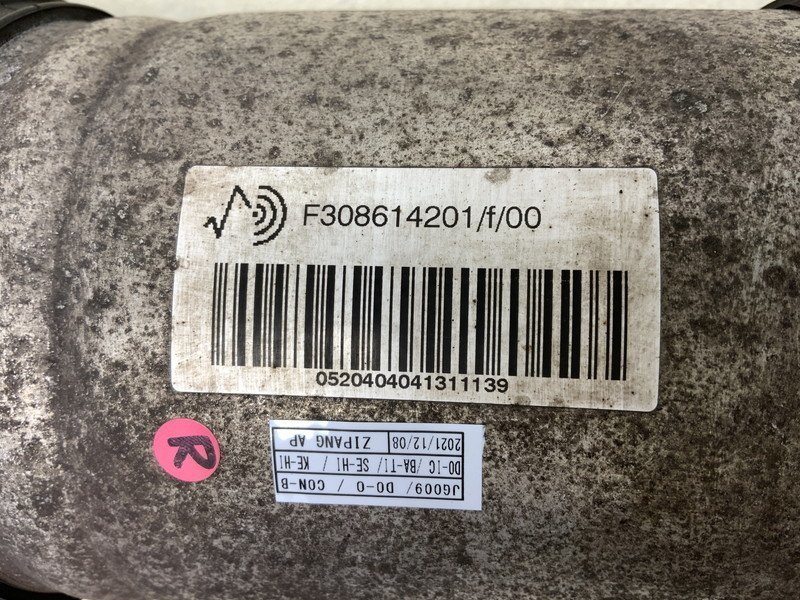 F308614201/f/00
0520404041311139
R
JG009/ DO-O / CON-B
DO-IC /BA-TI/ SE-HI / KE-HI
2021/12/08 ZIPANG AP